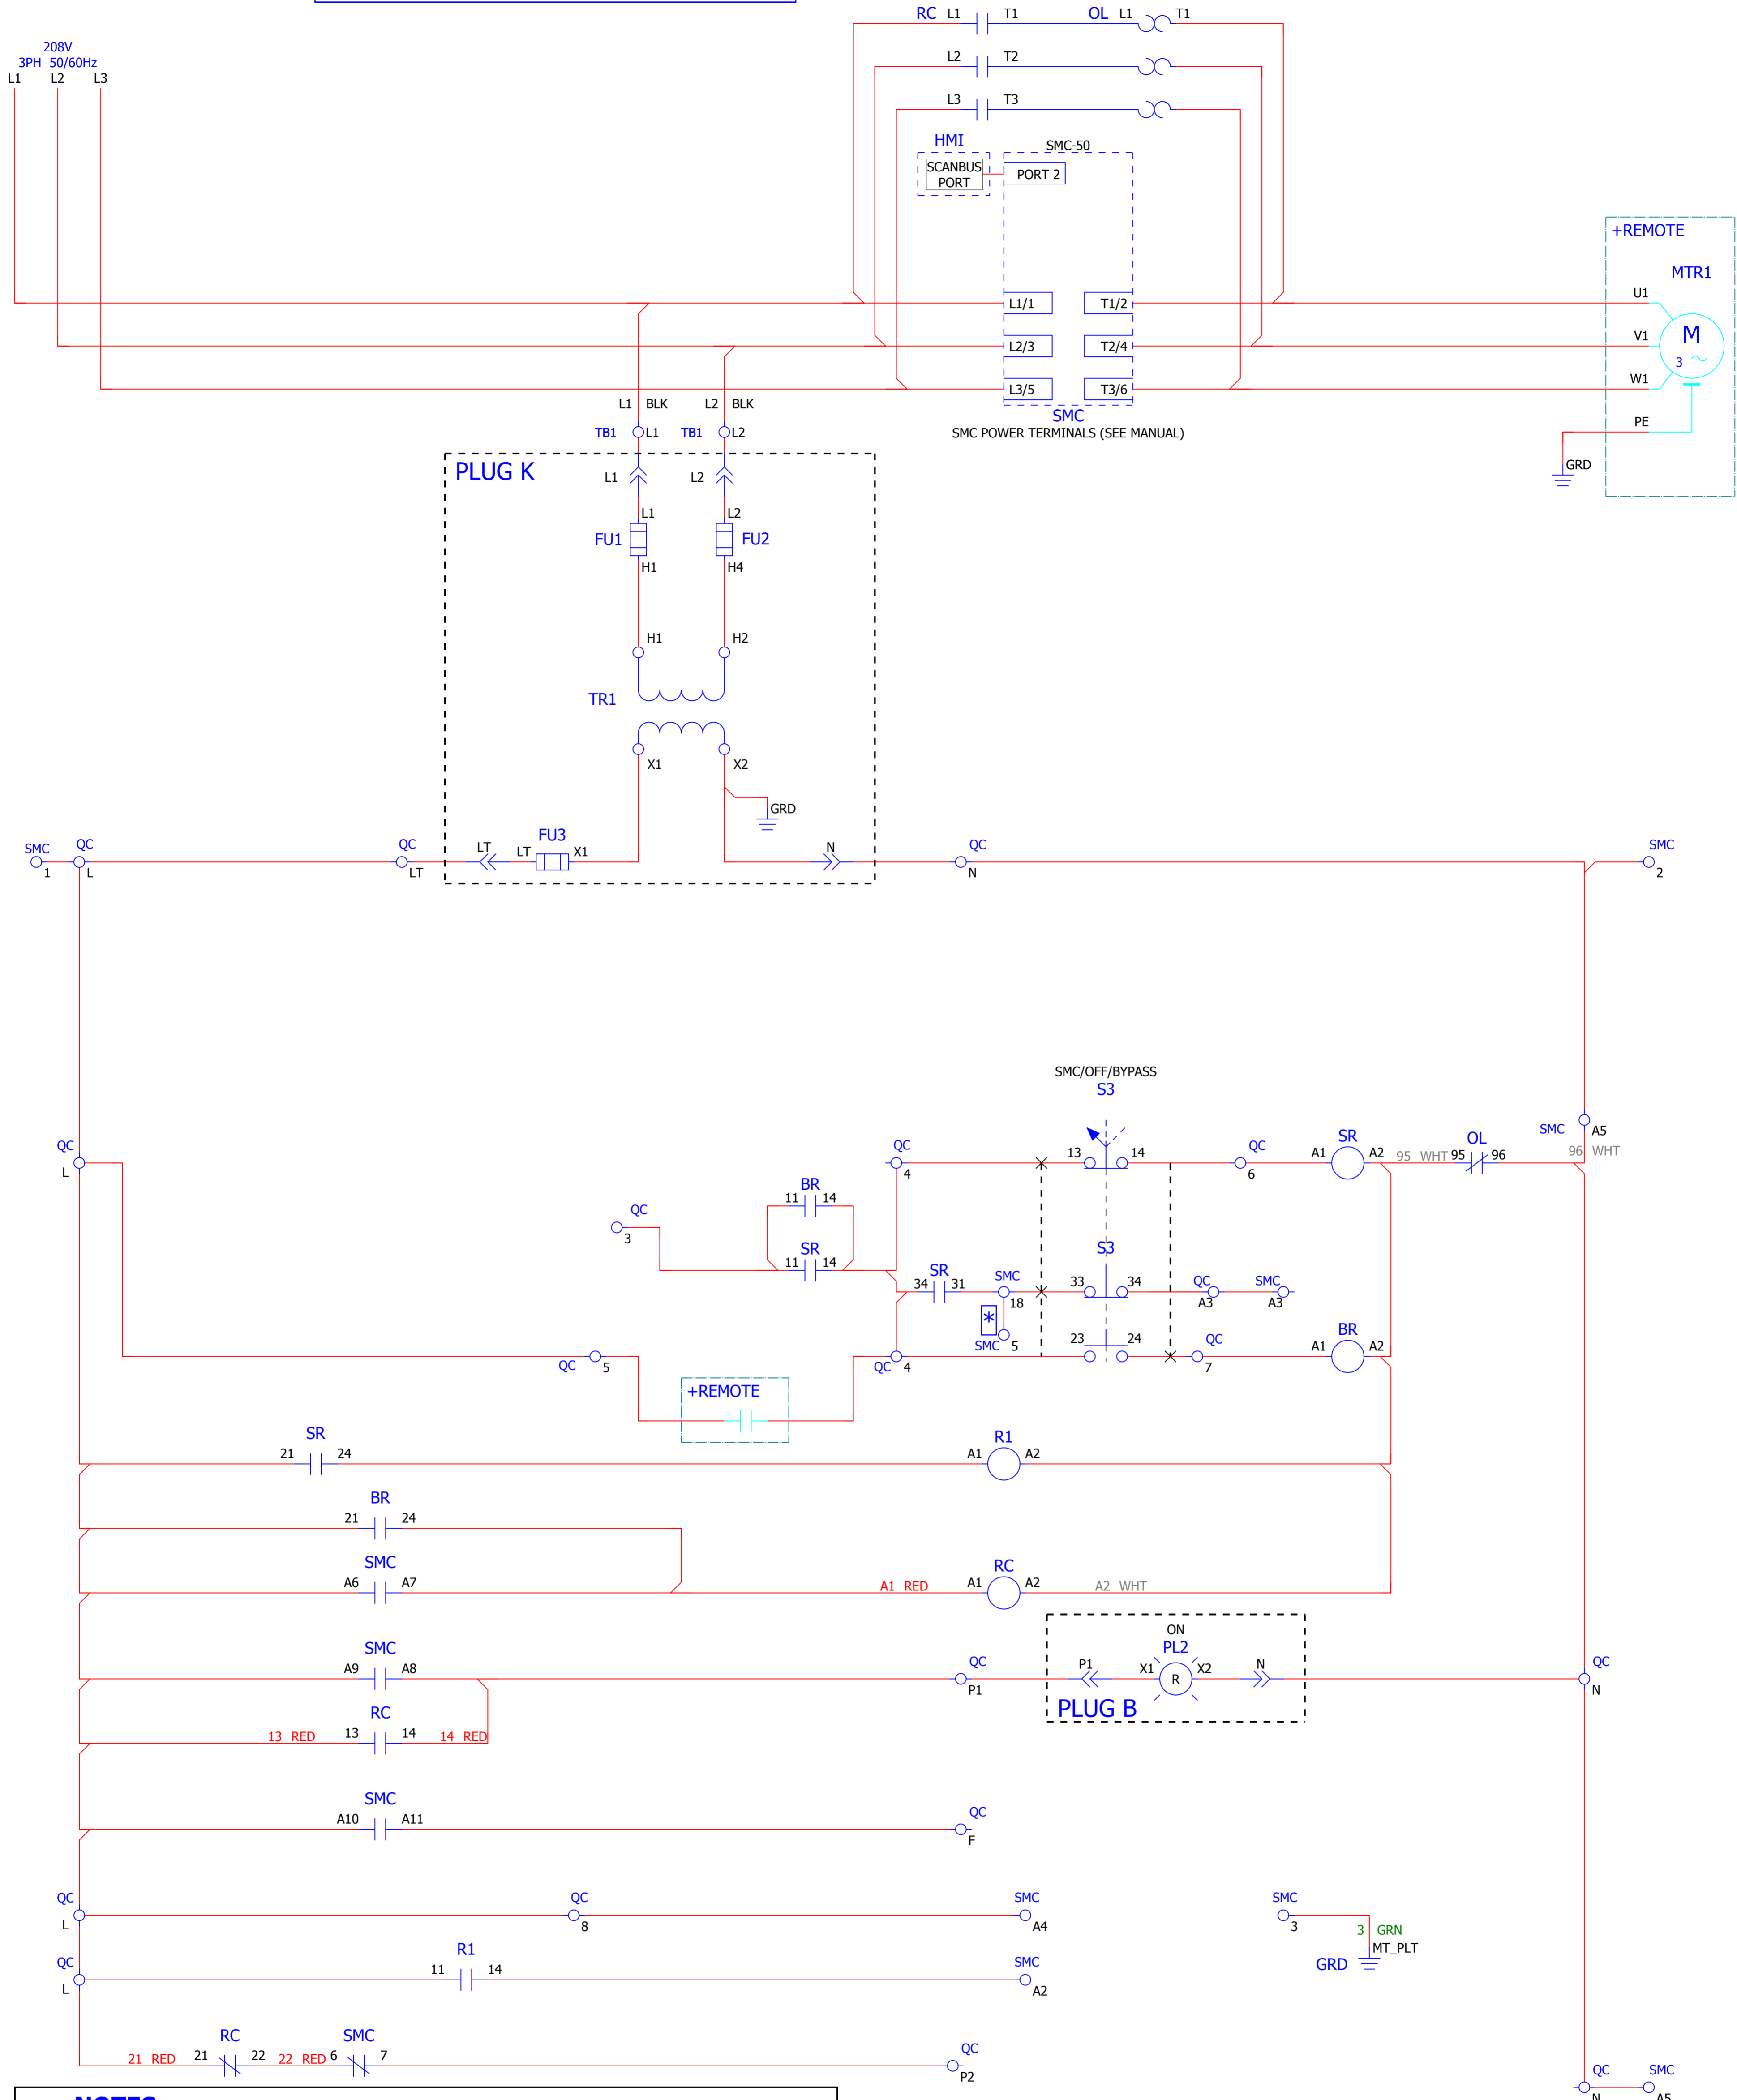 RC L1 T1 OL L1 T1
208V
3PH 50/60Hz
L1 L2 L3
L2 T2
L3 T3
HMI
SMC-50
SCANBUS
PORT
PORT 2
+REMOTE
MTR1
U1
L1/1 T1/2
V1
M
3
L2/3 T2/4
W1
L3/5 T3/6
L1 BLK L2 BLK
SMC
SMC POWER TERMINALS (SEE MANUAL)
PE
TB1 L1 TB1 L2
GRD
PLUG K
L1 L2
L1 L2
FU1 FU2
H1 H4
H1 H2
TR1
X1 X2
GRD
FU3
SMC QC QC LT LT X1 N QC SMC
1 L LT N 2
SMC/OFF/BYPASS
S3
SMC A5
QC QC 13 14 QC SR OL
L 4 6 A1 A2 95 WHT 95 96 96 WHT
BR
11 14
QC
3
SR
11 14
S3
SR
34 31
SMC
18
33 34
QC
A3
SMC
A3
*
SMC 5
23 24
QC
7
BR
A1 A2
QC 5
QC 4
+REMOTE
SR
21 24
R1
A1 A2
BR
21 24
SMC
A6 A7
A1 RED
RC
A1 A2
A2 WHT
ON
PL2
SMC
A9 A8
QC
P1
P1 X1 R X2 N
QC
N
PLUG B
RC
13 RED 13 14 14 RED
SMC
A10 A11
QC
F
QC QC SMC SMC
L 8 A4 3
3 GRN
MT_PLT
GRD
QC R1 SMC
L 11 14 A2
RC SMC
21 RED 21 22 22 RED 6 7
QC
P2
QC SMC
N A5
NOTES